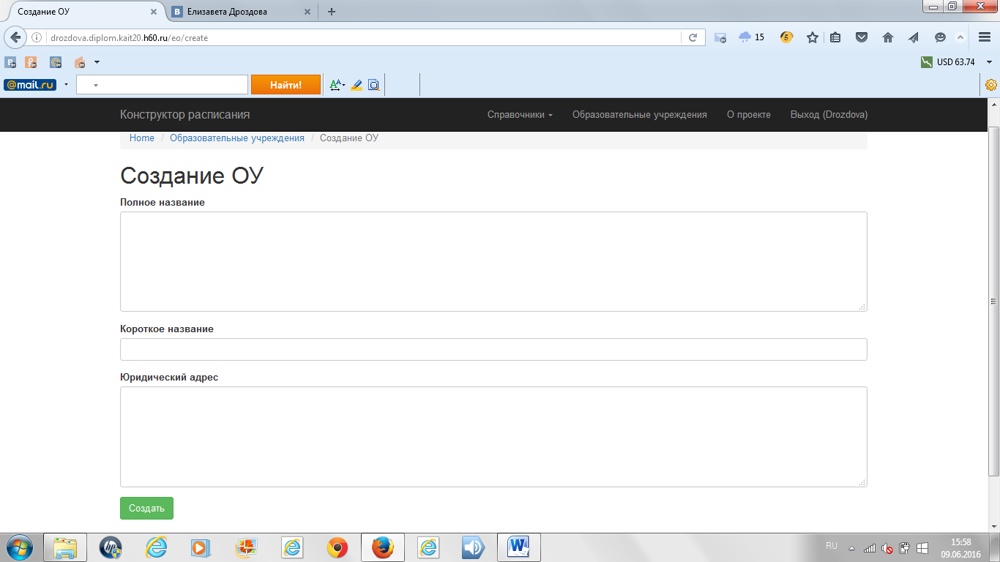 Создание ОУ
Елизавета Дроздова
drozdova.diplom.kait20.h60.ru/eo/create
15
5
USD 63.74
@mail.ru
Найти!
Конструктор расписания Справочники Образовательные учреждения О проекте Выход (Drozdova)
Home / Образовательные учреждения / Создание ОУ
Создание ОУ
Полное название
Короткое название
Юридический адрес
Создать
RU
15:58
09.06.2016